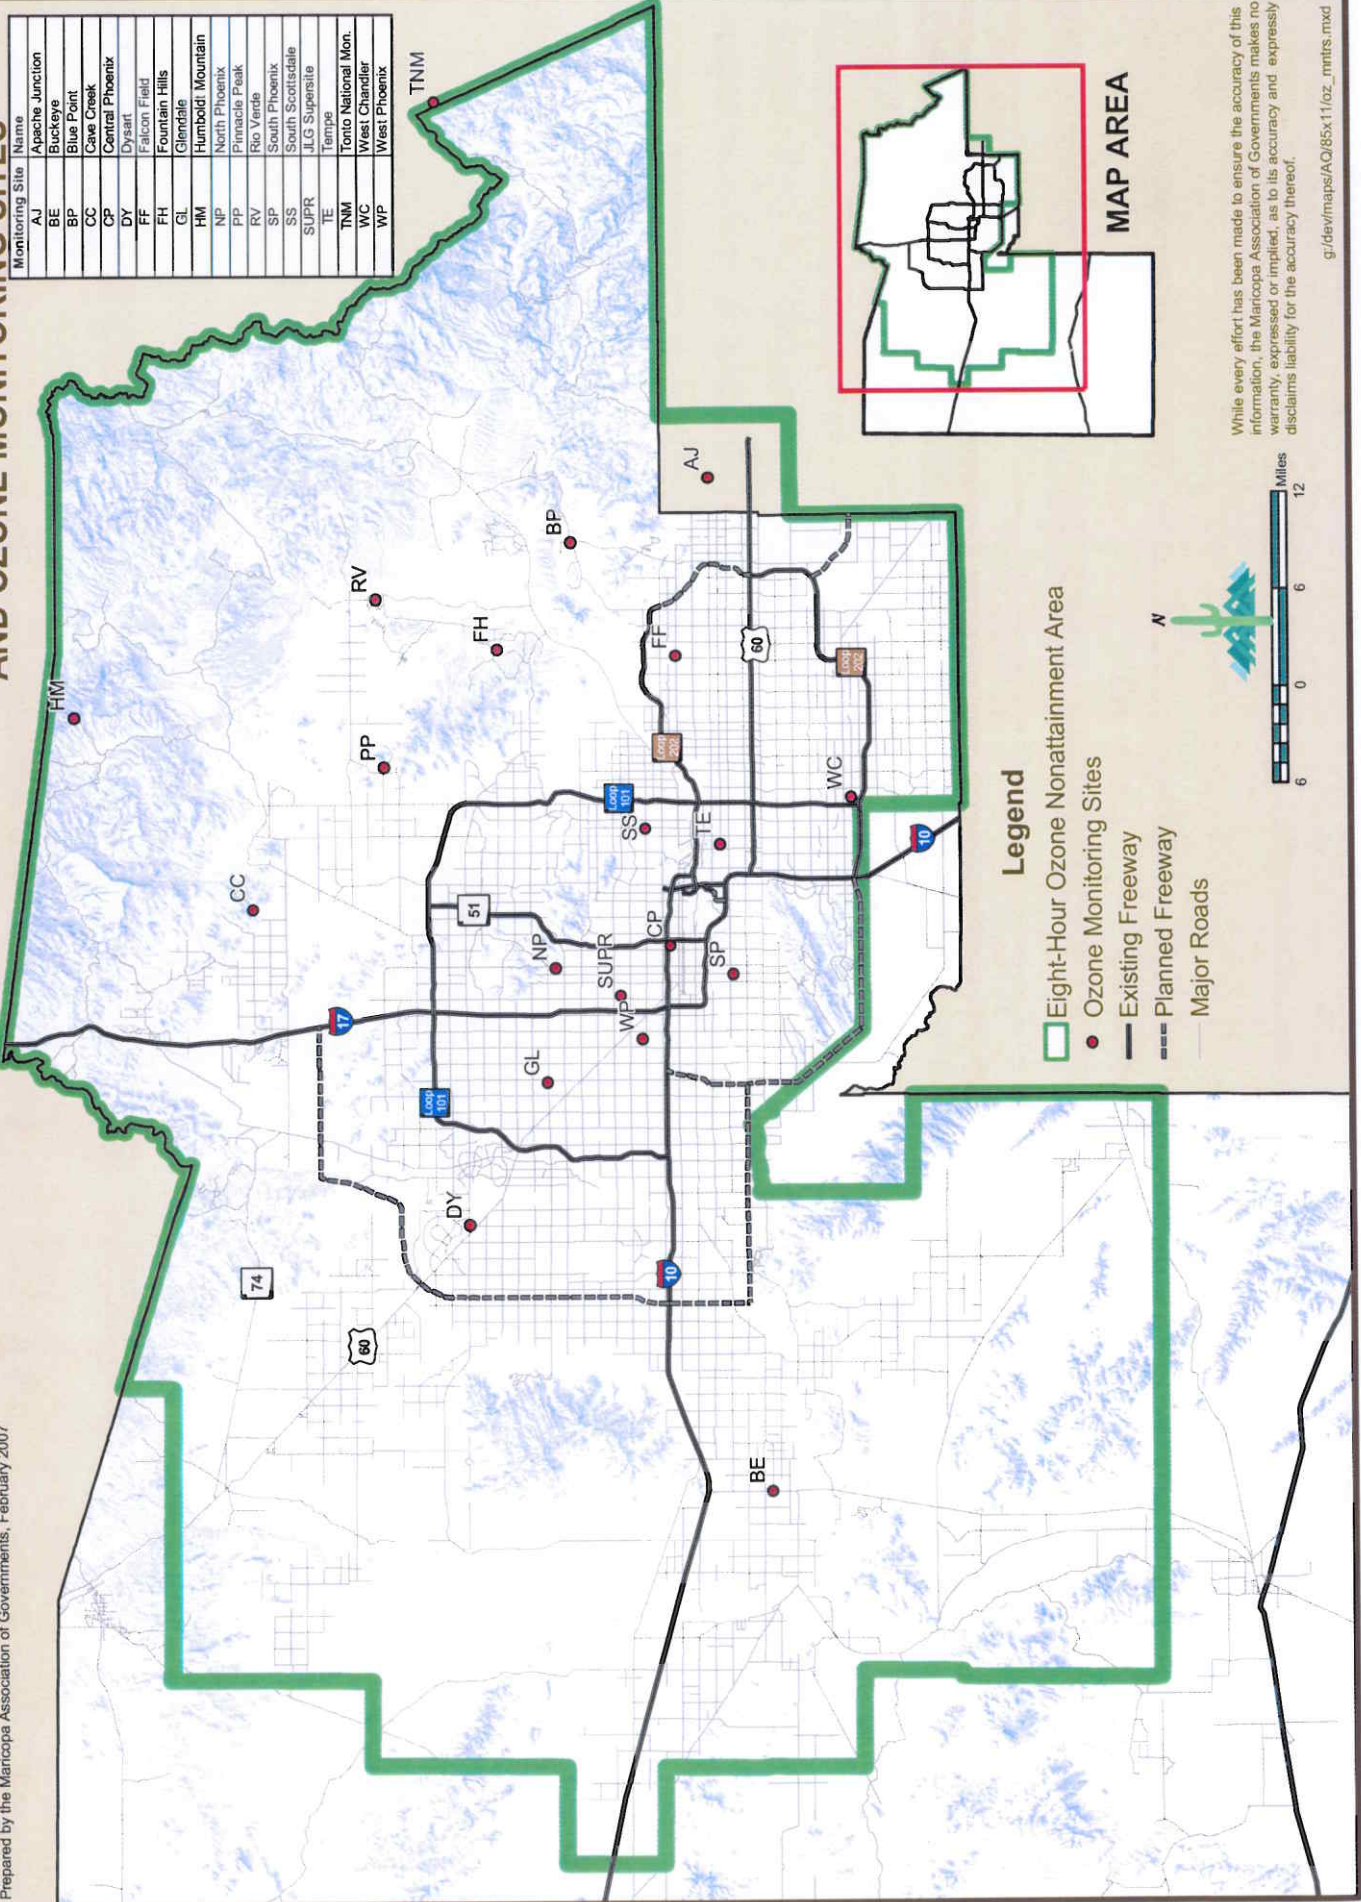 AND OZONE MONITORING SITES
Prepared by the Maricopa Association of Governments, February 2007
Monitoring Site Name
AJ Apache Junction
BE Buckeye
BP Blue Point
CC Cave Creek
CP Central Phoenix
DY Dysart
FF Falcon Field
FH Fountain Hills
GL Glendale
HM Humboldt Mountain
NP North Phoenix
PP Pinnacle Peak
RV Rio Verde
SP South Phoenix
SS South Scottsdale
SUPR JLG Supersite
TE Tempe
TNM Tonto National Mon.
WC West Chandler
WP West Phoenix
TNM
HM
RV
PP
CC
FH
BP
AJ
74
17
60
51
Loop 101
Loop 101
DY
GL
NP
SUPR
WP
CP
SP
SS
TE
Loop 202
FF
60
Loop 202
WC
10
10
BE
Legend
Eight-Hour Ozone Nonattainment Area
Ozone Monitoring Sites
Existing Freeway
Planned Freeway
Major Roads
N
6 0 6 12
Miles
MAP AREA
While every effort has been made to ensure the accuracy of this
information, the Maricopa Association of Governments makes no
warranty, expressed or implied, as to its accuracy and expressly
disclaims liability for the accuracy thereof.
g:/dev/maps/AQ/85x11/oz_mntrs.mxd